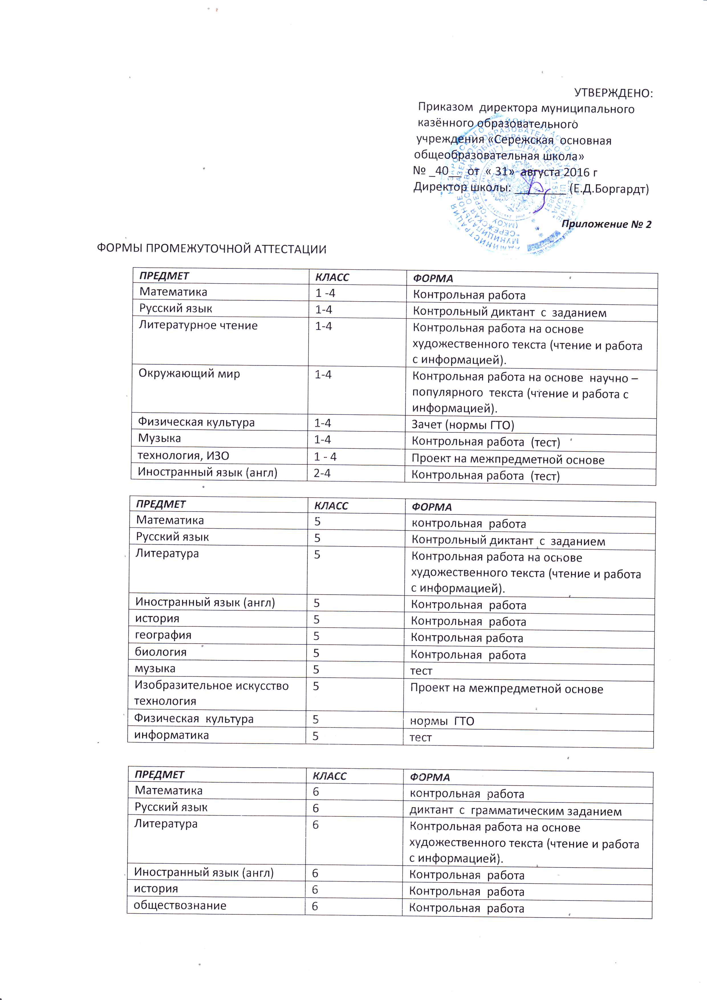 УТВЕРЖДЕНО:
Приказом директора муниципального
казённого образовательного
учреждения «Сережская основная
общеобразовательная школа»
№ _40__ от « 31» августа 2016 г
Директор школы: ________ (Е.Д.Боргардт)
Приложение № 2
ФОРМЫ ПРОМЕЖУТОЧНОЙ АТТЕСТАЦИИ
ПРЕДМЕТ КЛАСС ФОРМА
Математика 1 -4 Контрольная работа
Русский язык 1-4 Контрольный диктант с заданием
Литературное чтение 1-4 Контрольная работа на основе
художественного текста (чтение и работа
с информацией).
Окружающий мир 1-4 Контрольная работа на основе научно –
популярного текста (чтение и работа с
информацией).
Физическая культура 1-4 Зачет (нормы ГТО)
Музыка 1-4 Контрольная работа (тест)
технология, ИЗО 1 - 4 Проект на межпредметной основе
Иностранный язык (англ) 2-4 Контрольная работа (тест)
ПРЕДМЕТ КЛАСС ФОРМА
Математика 5 контрольная работа
Русский язык 5 Контрольный диктант с заданием
Литература 5 Контрольная работа на основе
художественного текста (чтение и работа
с информацией).
Иностранный язык (англ) 5 Контрольная работа
история 5 Контрольная работа
география 5 Контрольная работа
биология 5 Контрольная работа
музыка 5 тест
Изобразительное искусство 5 Проект на межпредметной основе
технология
Физическая культура 5 нормы ГТО
информатика 5 тест
ПРЕДМЕТ КЛАСС ФОРМА
Математика 6 контрольная работа
Русский язык 6 диктант с грамматическим заданием
Литература 6 Контрольная работа на основе
художественного текста (чтение и работа
с информацией).
Иностранный язык (англ) 6 Контрольная работа
история 6 Контрольная работа
обществознание 6 Контрольная работа